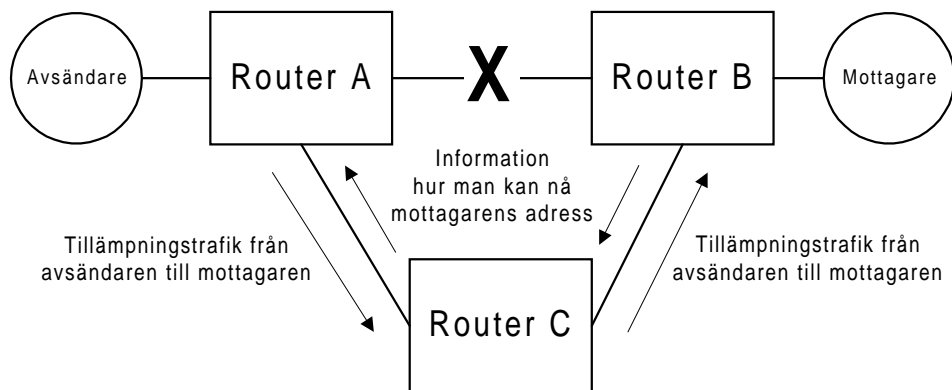 Avsändare
Router A
X
Router B
Mottagare
Information
hur man kan nå
mottagarens adress
Tillämpningstrafik från
avsändaren till mottagaren
Tillämpningstrafik från
avsändaren till mottagaren
Router C